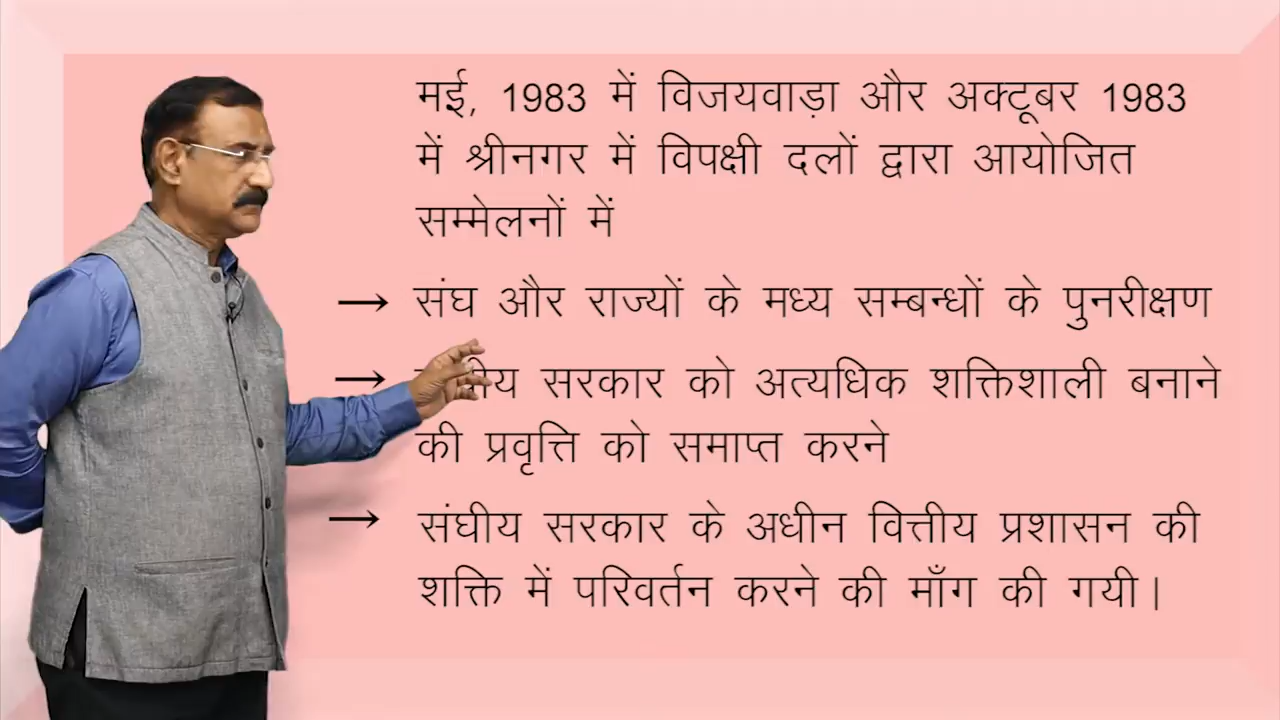 मई, 1983 में विजयवाड़ा और अक्टूबर 1983
में श्रीनगर में विपक्षी दलों द्वारा आयोजित
सम्मेलनों में
→ संघ और राज्यों के मध्य सम्बन्धों के पुनरीक्षण
→ सरकार को अत्यधिक शक्तिशाली बनाने
की प्रवृत्ति को समाप्त करने
→ संघीय सरकार के अधीन वित्तीय प्रशासन की
शक्ति में परिवर्तन करने की माँग की गयी।